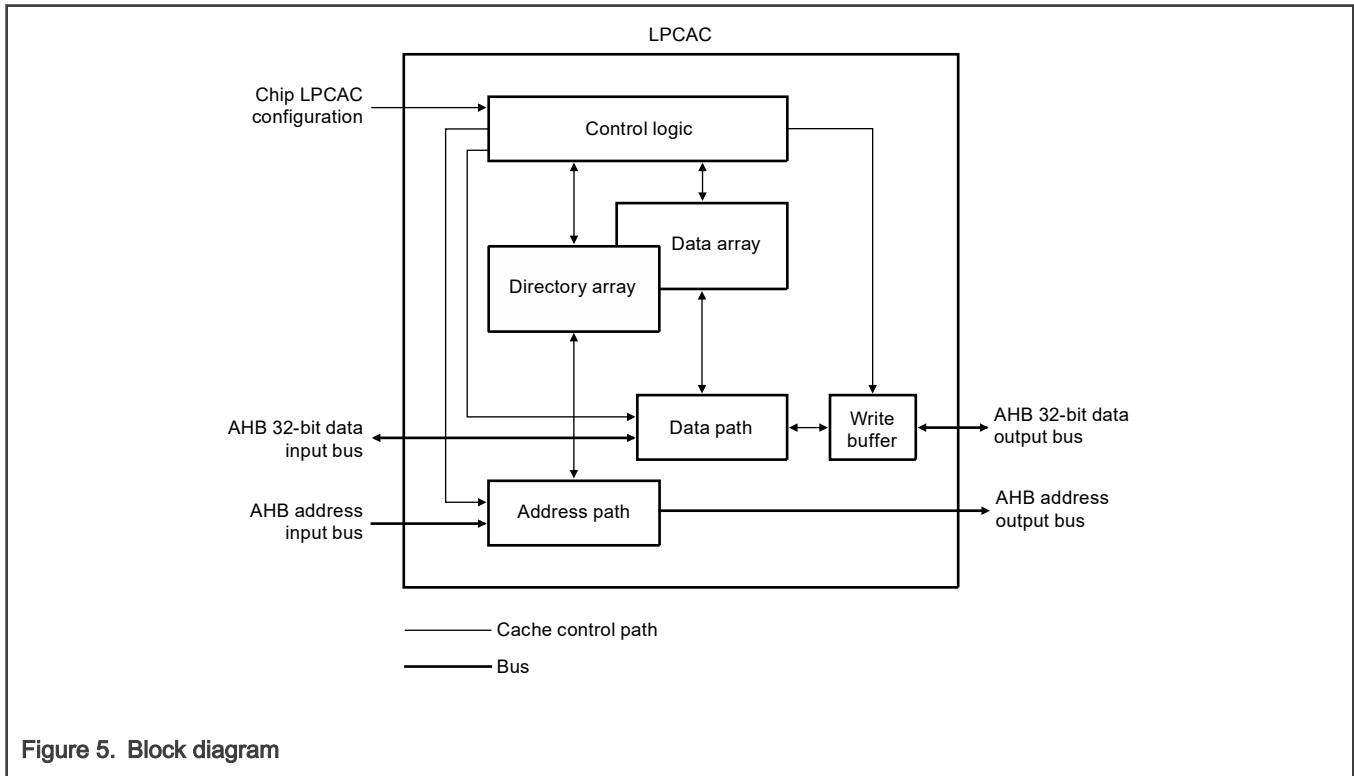 LPCAC
Chip LPCAC
configuration
Control logic
Data array
Directory array
AHB 32-bit data
input bus
Data path
Write
buffer
AHB 32-bit data
output bus
AHB address
input bus
Address path
AHB address
output bus
Cache control path
Bus
Figure 5. Block diagram